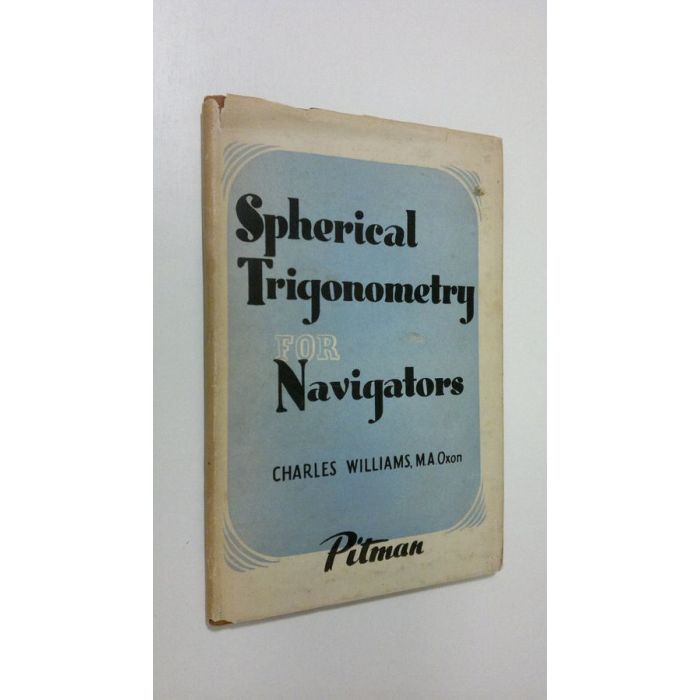 Spherical
Trigonometry
FOR
Navigators
CHARLES WILLIAMS, M.A.Oxon
Pitman